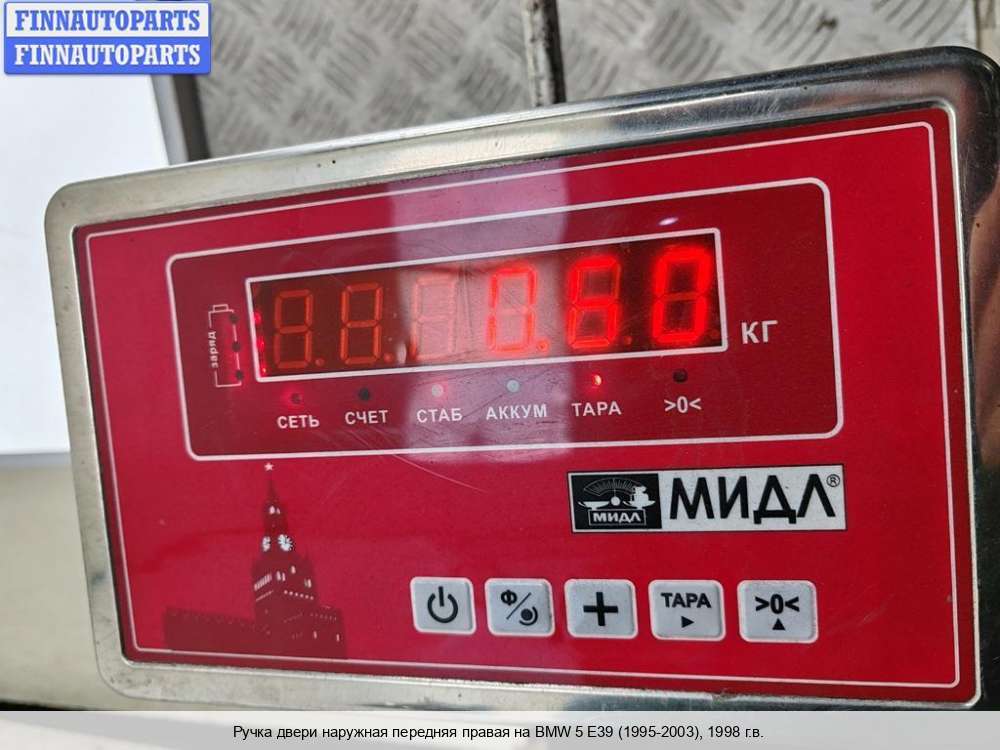 FINNAUTOPARTS
FINNAUTOPARTS
заряд
0.60
КГ
СЕТЬ СЧЕТ СТАБ АККУМ ТАРА >0<
МИДЛ МИДЛ®
Ф ТАРА >0<
Ручка двери наружная передняя правая на BMW 5 E39 (1995-2003), 1998 г.в.